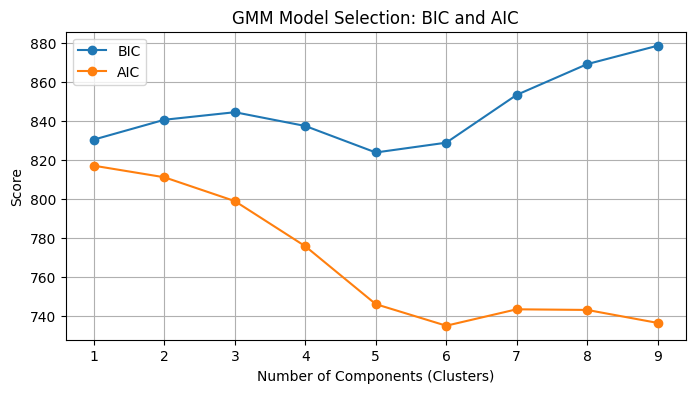 GMM Model Selection: BIC and AIC
BIC
AIC
880
860
840
820
800
780
760
740
Score
1 2 3 4 5 6 7 8 9
Number of Components (Clusters)